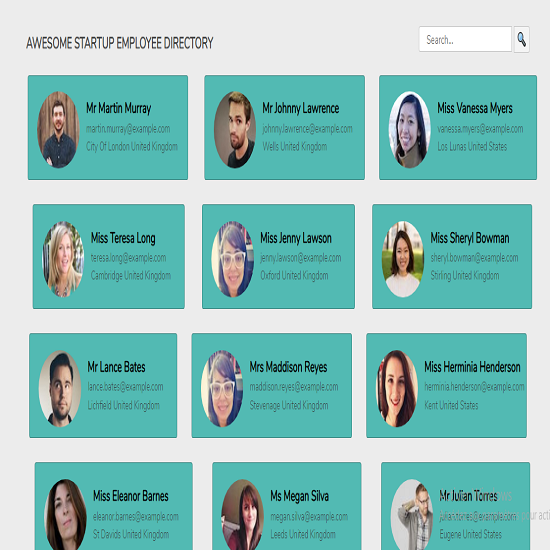 AWESOME STARTUP EMPLOYEE DIRECTORY
Search...
Mr Martin Murray
martin.murray@example.com
City Of London United Kingdom
Mr Johnny Lawrence
johnny.lawrence@example.com
Wells United Kingdom
Miss Vanessa Myers
vanessa.myers@example.com
Los Lunas United States
Miss Teresa Long
teresa.long@example.com
Cambridge United Kingdom
Miss Jenny Lawson
jenny.lawson@example.com
Oxford United Kingdom
Miss Sheryl Bowman
sheryl.bowman@example.com
Stirling United Kingdom
Mr Lance Bates
lance.bates@example.com
Lichfield United Kingdom
Mrs Maddison Reyes
maddison.reyes@example.com
Stevenage United Kingdom
Miss Herminia Henderson
herminia.henderson@example.com
Kent United States
Miss Eleanor Barnes
eleanor.barnes@example.com
St Davids United Kingdom
Ms Megan Silva
megan.silva@example.com
Leeds United Kingdom
Mr Julian Torres
julian.torres@example.com
Eugene United States